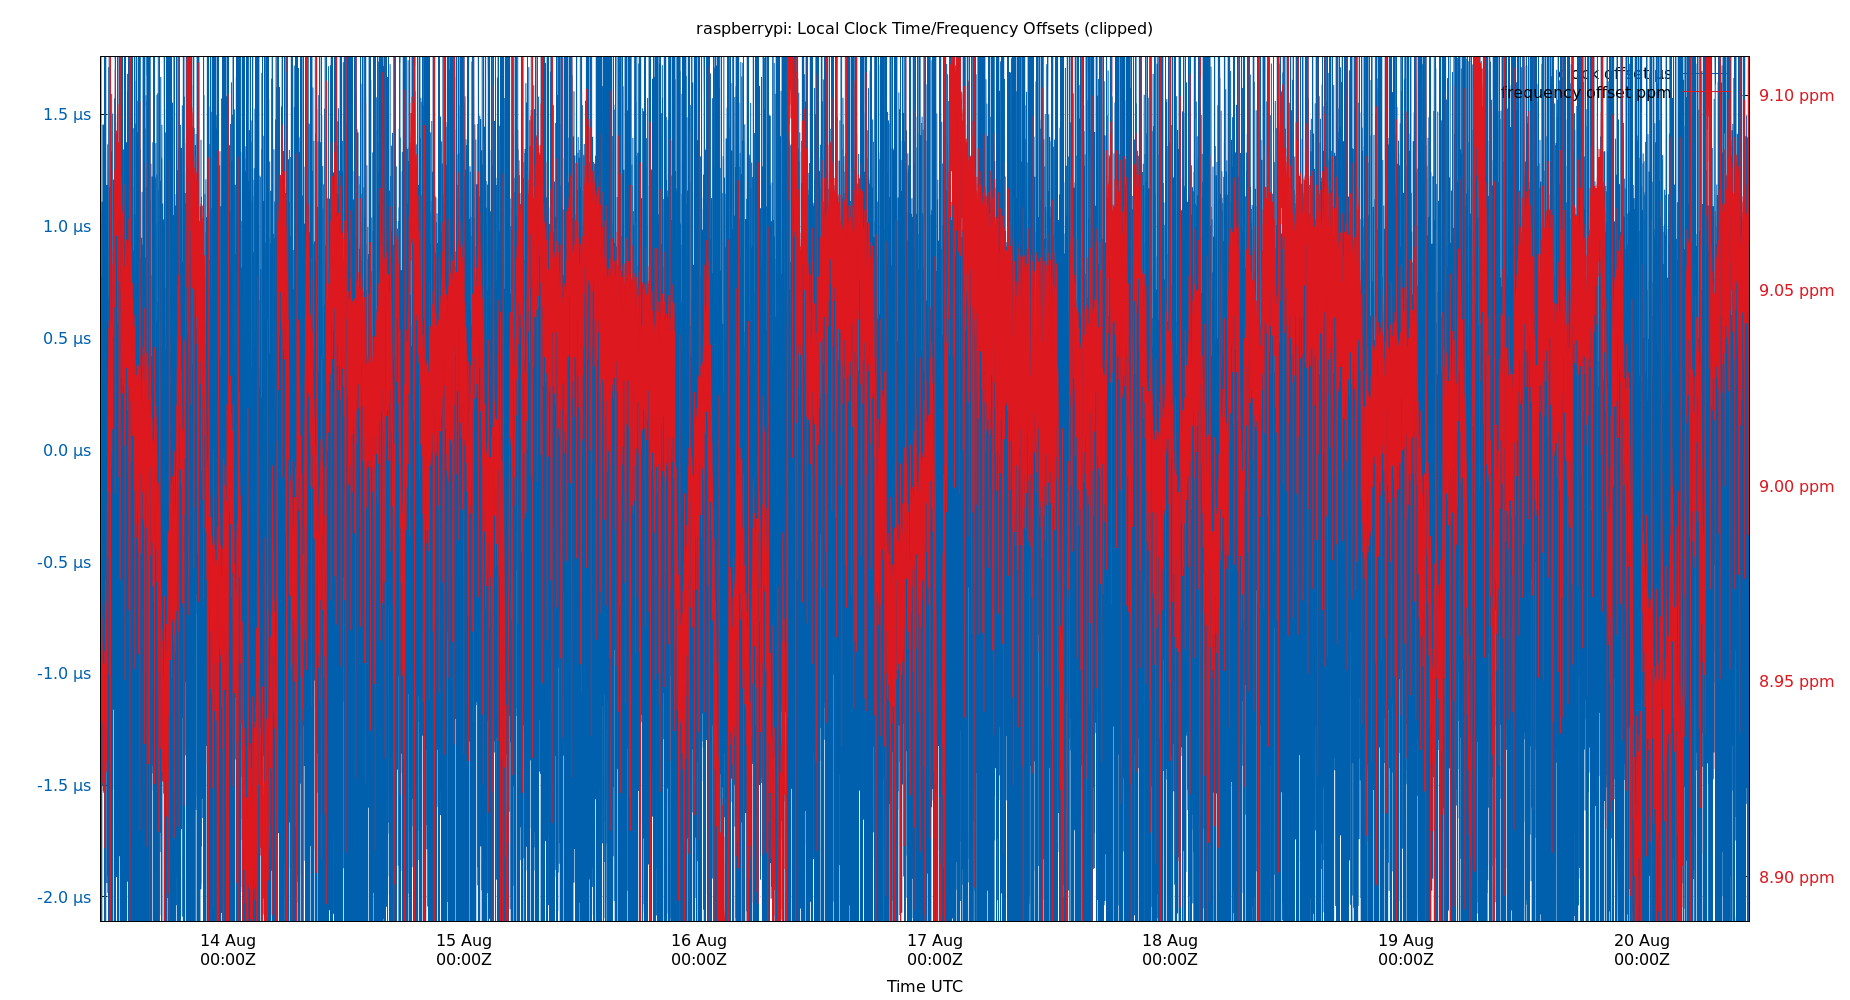 raspberrypi: Local Clock Time/Frequency Offsets (clipped)
clock offset µs
frequency offset ppm
1.5 µs
1.0 µs
0.5 µs
0.0 µs
-0.5 µs
-1.0 µs
-1.5 µs
-2.0 µs
9.10 ppm
9.05 ppm
9.00 ppm
8.95 ppm
8.90 ppm
14 Aug
00:00Z
15 Aug
00:00Z
16 Aug
00:00Z
17 Aug
00:00Z
18 Aug
00:00Z
19 Aug
00:00Z
20 Aug
00:00Z
Time UTC